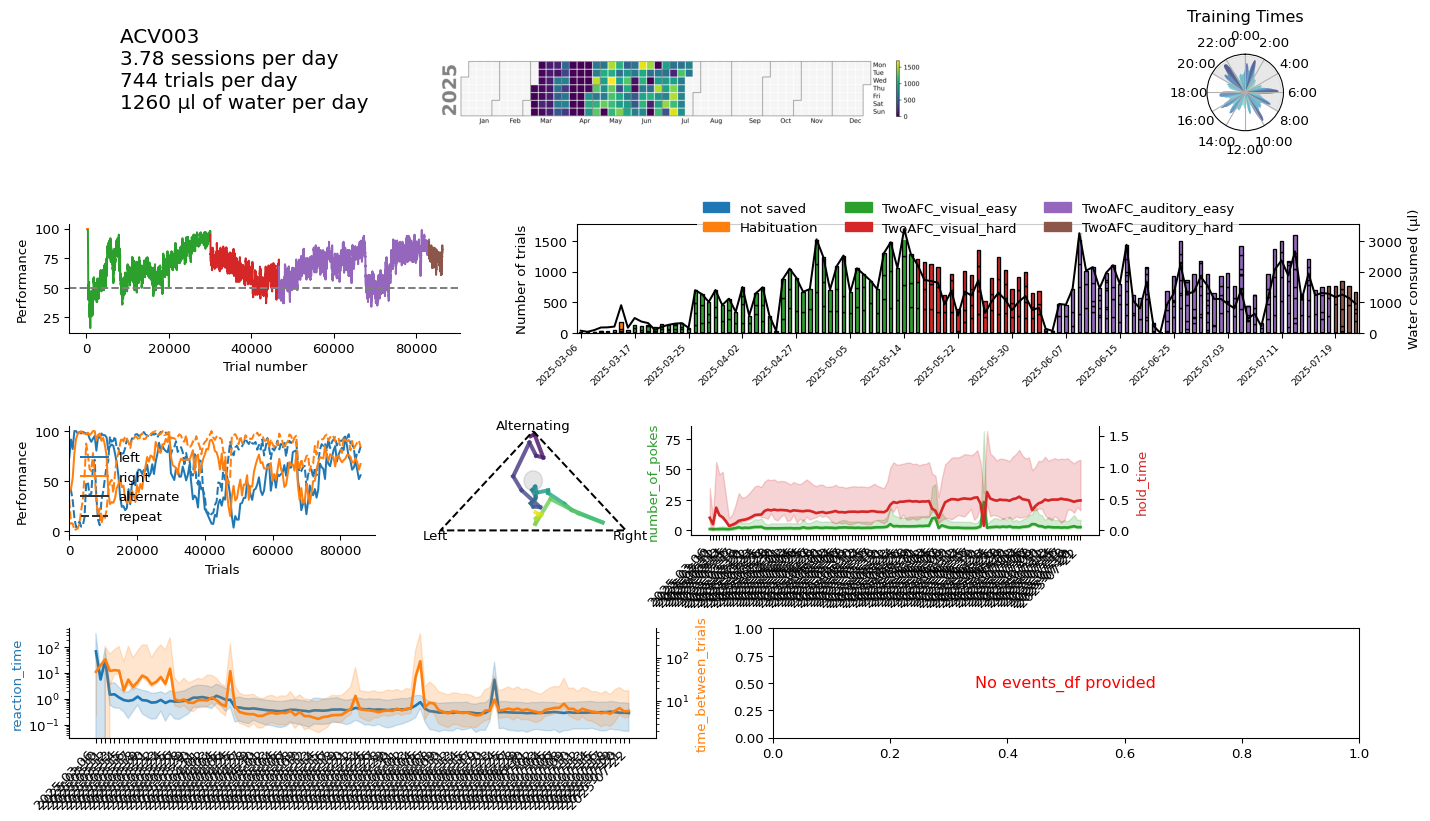 ACV003
3.78 sessions per day
744 trials per day
1260 µl of water per day
2025
Mon
Tue
Wed
Thu
Fri
Sat
Sun
Jan Feb Mar Apr May Jun Jul Aug Sep Oct Nov Dec
1500
1000
500
0
Training Times
0:00
2:00
4:00
6:00
8:00
10:00
12:00
14:00
16:00
18:00
20:00
22:00
Performance
100
75
50
25
0 20000 40000 60000 80000
Trial number
not saved
Habituation
TwoAFC_visual_easy
TwoAFC_visual_hard
TwoAFC_auditory_easy
TwoAFC_auditory_hard
Number of trials
1500
1000
500
0
Water consumed (µl)
3000
2000
1000
0
2025-03-06
2025-03-17
2025-03-25
2025-04-02
2025-04-27
2025-05-05
2025-05-14
2025-05-22
2025-05-30
2025-06-07
2025-06-15
2025-06-25
2025-07-03
2025-07-11
2025-07-19
Performance
100
50
0
left
right
alternate
repeat
0 20000 40000 60000 80000
Trials
Alternating
Left
Right
number_of_pokes
75
50
25
0
hold_time
1.5
1.0
0.5
0.0
reaction_time
10²
10¹
10⁰
10⁻¹
time_between_trials
10²
10¹
1.00
0.75
0.50
0.25
0.00
No events_df provided
0.0 0.2 0.4 0.6 0.8 1.0